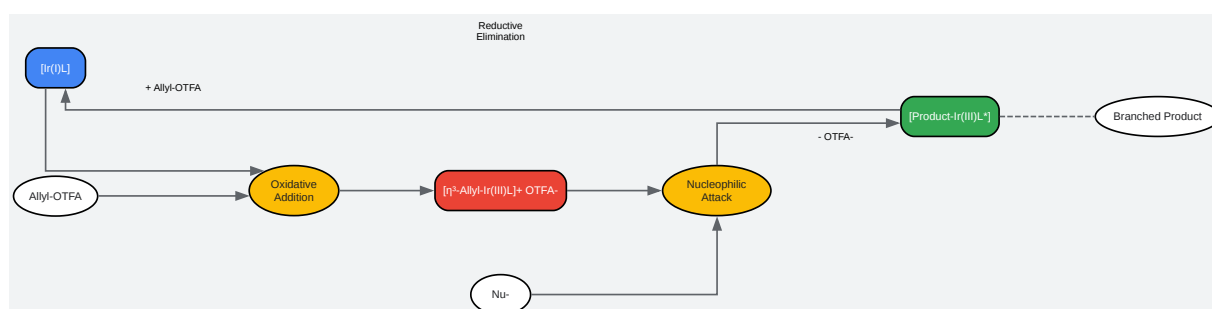 Reductive
Elimination
[Ir(I)L]
+ Allyl-OTFA
[Product-Ir(III)L*]
Branched Product
- OTFA-
Allyl-OTFA
Oxidative
Addition
[η³-Allyl-Ir(III)L]+ OTFA-
Nucleophilic
Attack
Nu-